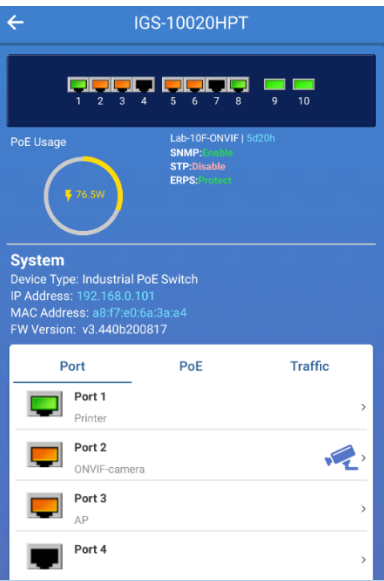 IGS-10020HPT
1 2 3 4 5 6 7 8 9 10
PoE Usage
Lab-10F-ONVIF | 5d20h
SNMP:Enable
STP:Disable
ERPS:Protect
76.5W
System
Device Type: Industrial PoE Switch
IP Address: 192.168.0.101
MAC Address: a8:f7:e0:6a:3a:a4
FW Version: v3.440b200817
Port PoE Traffic
Port 1
Printer
Port 2
ONVIF-camera
Port 3
AP
Port 4